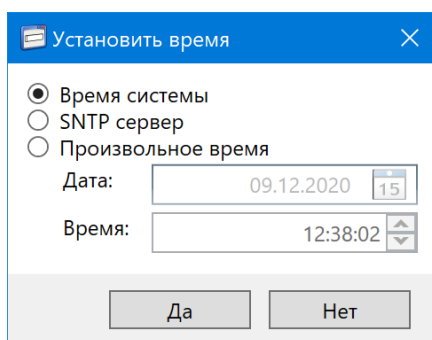 Установить время
Время системы
SNTP сервер
Произвольное время
Дата: 09.12.2020 15
Время: 12:38:02
Да Нет